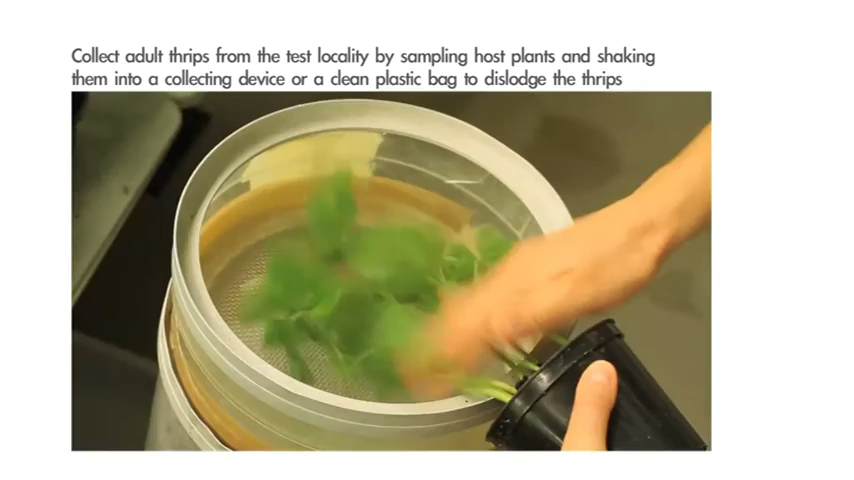 Collect adult thrips from the test locality by sampling host plants and shaking
them into a collecting device or a clean plastic bag to dislodge the thrips